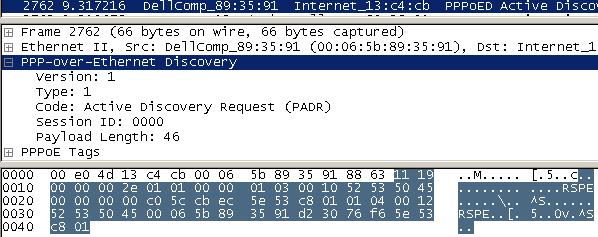 2762 9.317216 DellComp_89:35:91 Internet_13:c4:cb PPPoED Active Disco
Frame 2762 (66 bytes on wire, 66 bytes captured)
Ethernet II, Src: DellComp_89:35:91 (00:06:5b:89:35:91), Dst: Internet_1
PPP-over-Ethernet Discovery
Version: 1
Type: 1
Code: Active Discovery Request (PADR)
Session ID: 0000
Payload Length: 46
PPPoE Tags
0000 00 e0 4d 13 c4 cb 00 06 5b 89 35 91 88 63 11 19 ..M..... [.5..c..
0010 00 00 00 2e 01 01 00 00 01 03 00 10 52 53 50 45 ........ ....RSPE
0020 00 00 00 00 c0 5c cb ec 5e 53 c8 01 01 04 00 12 .....\.. ^S......
0030 52 53 50 45 00 06 5b 89 35 91 d2 30 76 f6 5e 53 RSPE..[. 5..0v.^S
0040 c8 01 ..